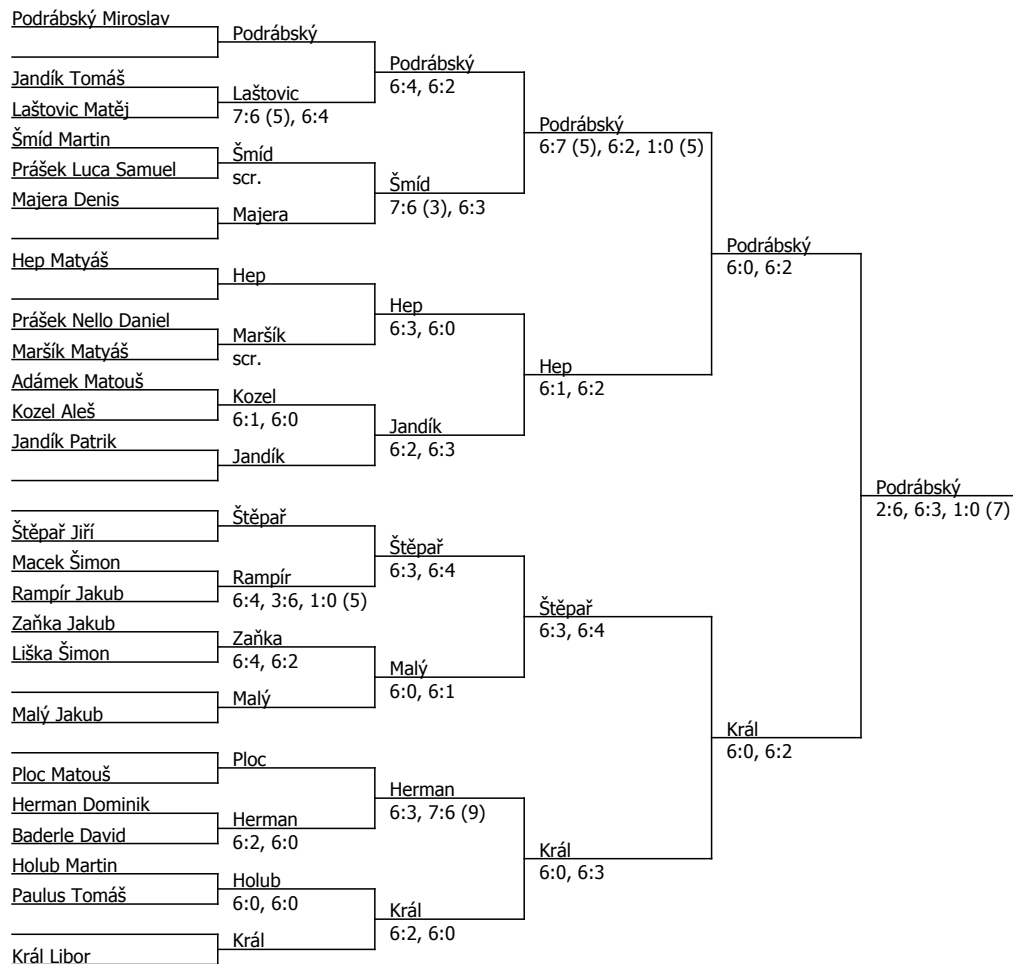 Podrábský Miroslav
Podrábský
Podrábský
6:4, 6:2
Jandík Tomáš
Laštovic
7:6 (5), 6:4
Laštovic Matěj
Podrábský
6:7 (5), 6:2, 1:0 (5)
Šmíd Martin
Šmíd
scr.
Prášek Luca Samuel
Šmíd
7:6 (3), 6:3
Majera Denis
Majera
Podrábský
6:0, 6:2
Hep Matyáš
Hep
Hep
6:3, 6:0
Prášek Nello Daniel
Maršík
scr.
Maršík Matyáš
Hep
6:1, 6:2
Adámek Matouš
Kozel
6:1, 6:0
Kozel Aleš
Jandík
6:2, 6:3
Jandík Patrik
Jandík
Podrábský
2:6, 6:3, 1:0 (7)
Štěpař
Štěpař Jiří
Štěpař
6:3, 6:4
Macek Šimon
Rampír
6:4, 3:6, 1:0 (5)
Rampír Jakub
Štěpař
6:3, 6:4
Zaňka Jakub
Zaňka
6:4, 6:2
Liška Šimon
Malý
6:0, 6:1
Malý
Malý Jakub
Král
6:0, 6:2
Ploc
Ploc Matouš
Herman
6:3, 7:6 (9)
Herman Dominik
Herman
6:2, 6:0
Baderle David
Král
6:0, 6:3
Holub Martin
Holub
6:0, 6:0
Paulus Tomáš
Král
6:2, 6:0
Král
Král Libor